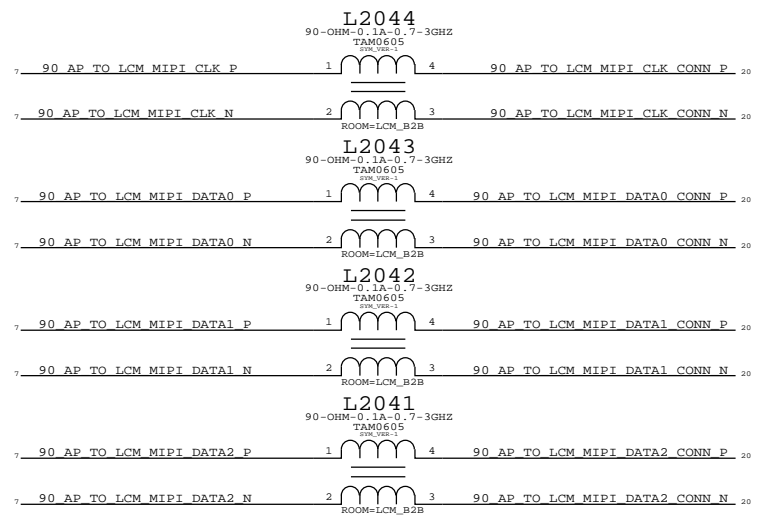 L2044
90-OHM-0.1A-0.7-3GHZ
TAM0605
SYM_VER-1
7 90_AP_TO_LCM_MIPI_CLK_P 1 4 90_AP_TO_LCM_MIPI_CLK_CONN_P 20
7 90_AP_TO_LCM_MIPI_CLK_N 2 3 90_AP_TO_LCM_MIPI_CLK_CONN_N 20
ROOM=LCM_B2B
L2043
90-OHM-0.1A-0.7-3GHZ
TAM0605
SYM_VER-1
7 90_AP_TO_LCM_MIPI_DATA0_P 1 4 90_AP_TO_LCM_MIPI_DATA0_CONN_P 20
7 90_AP_TO_LCM_MIPI_DATA0_N 2 3 90_AP_TO_LCM_MIPI_DATA0_CONN_N 20
ROOM=LCM_B2B
L2042
90-OHM-0.1A-0.7-3GHZ
TAM0605
SYM_VER-1
7 90_AP_TO_LCM_MIPI_DATA1_P 1 4 90_AP_TO_LCM_MIPI_DATA1_CONN_P 20
7 90_AP_TO_LCM_MIPI_DATA1_N 2 3 90_AP_TO_LCM_MIPI_DATA1_CONN_N 20
ROOM=LCM_B2B
L2041
90-OHM-0.1A-0.7-3GHZ
TAM0605
SYM_VER-1
7 90_AP_TO_LCM_MIPI_DATA2_P 1 4 90_AP_TO_LCM_MIPI_DATA2_CONN_P 20
7 90_AP_TO_LCM_MIPI_DATA2_N 2 3 90_AP_TO_LCM_MIPI_DATA2_CONN_N 20
ROOM=LCM_B2B